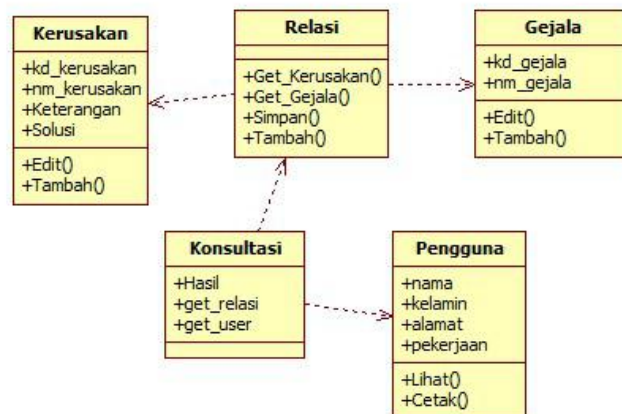 Kerusakan
+kd_kerusakan
+nm_kerusakan
+Keterangan
+Solusi
+Edit()
+Tambah()
Relasi
+Get_Kerusakan()
+Get_Gejala()
+Simpan()
+Tambah()
Gejala
+kd_gejala
+nm_gejala
+Edit()
+Tambah()
Konsultasi
+Hasil
+get_relasi
+get_user
Pengguna
+nama
+kelamin
+alamat
+pekerjaan
+Lihat()
+Cetak()